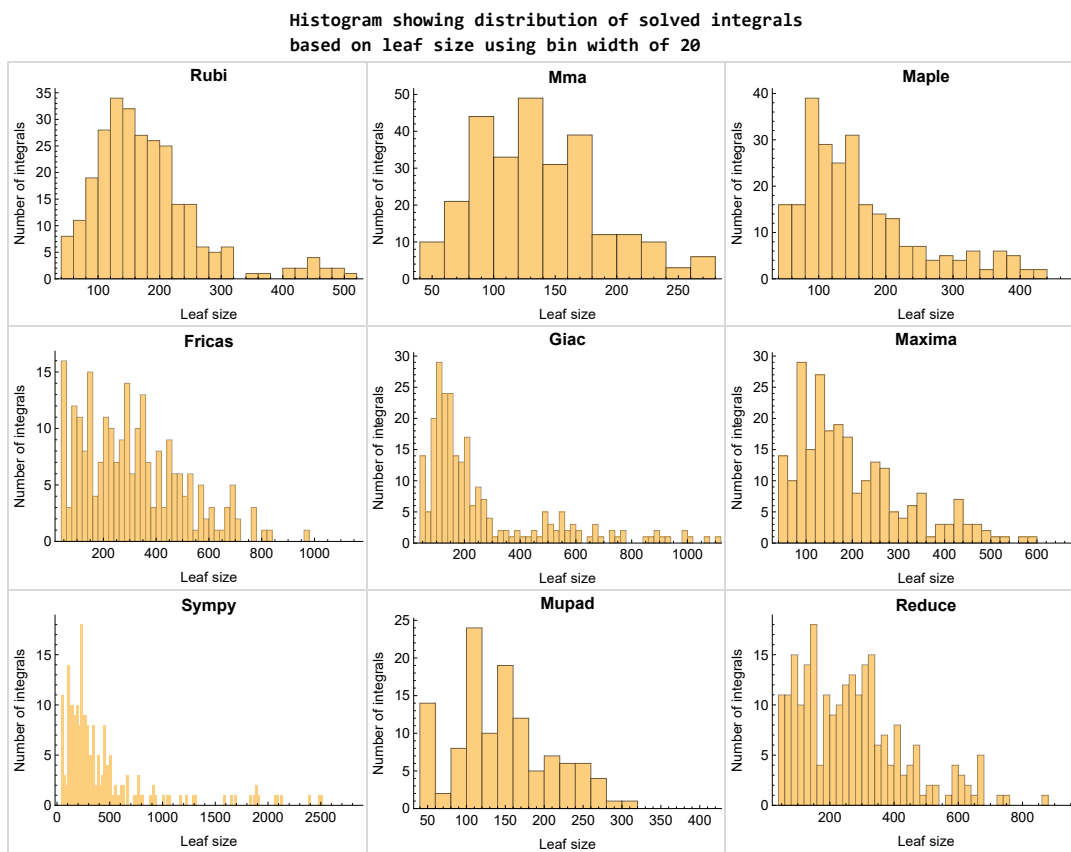 Histogram showing distribution of solved integrals
based on leaf size using bin width of 20
Rubi
Number of integrals
0 5 10 15 20 25 30 35
100 200 300 400 500
Leaf size
Mma
Number of integrals
0 10 20 30 40 50
50 100 150 200 250
Leaf size
Maple
Number of integrals
0 10 20 30 40
100 200 300 400
Leaf size
Fricas
Number of integrals
0 5 10 15
200 400 600 800 1000
Leaf size
Giac
Number of integrals
0 5 10 15 20 25 30
200 400 600 800 1000
Leaf size
Maxima
Number of integrals
0 5 10 15 20 25 30
100 200 300 400 500 600
Leaf size
Sympy
Number of integrals
0 5 10 15
0 500 1000 1500 2000 2500
Leaf size
Mupad
Number of integrals
0 5 10 15 20 25
50 100 150 200 250 300 350 400
Leaf size
Reduce
Number of integrals
0 5 10 15
200 400 600 800
Leaf size